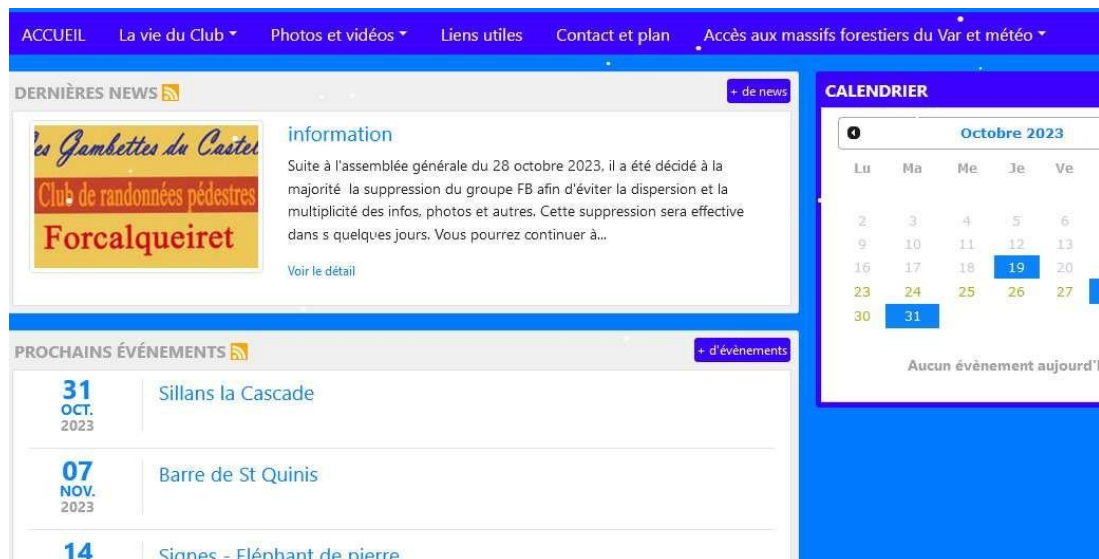 ACCUEIL La vie du Club Photos et vidéos Liens utiles Contact et plan Accès aux massifs forestiers du Var et météo
DERNIÈRES NEWS + de news
Les Gambettes du Castel
Club de randonnées pédestres
Forcalqueiret
information
Suite à l'assemblée générale du 28 octobre 2023, il a été décidé à la
majorité la suppression du groupe FB afin d'éviter la dispersion et la
multiplicité des infos, photos et autres. Cette suppression sera effective
dans s quelques jours. Vous pourrez continuer à...
Voir le détail
PROCHAINS ÉVÉNEMENTS + d'évènements
31
OCT.
2023
Sillans la Cascade
07
NOV.
2023
Barre de St Quinis
14
Signes - Eléphant de pierre
CALENDRIER
Octobre 2023
Lu Ma Me Je Ve
2 3 4 5 6
9 10 11 12 13
16 17 18 19 20
23 24 25 26 27
30 31
Aucun évènement